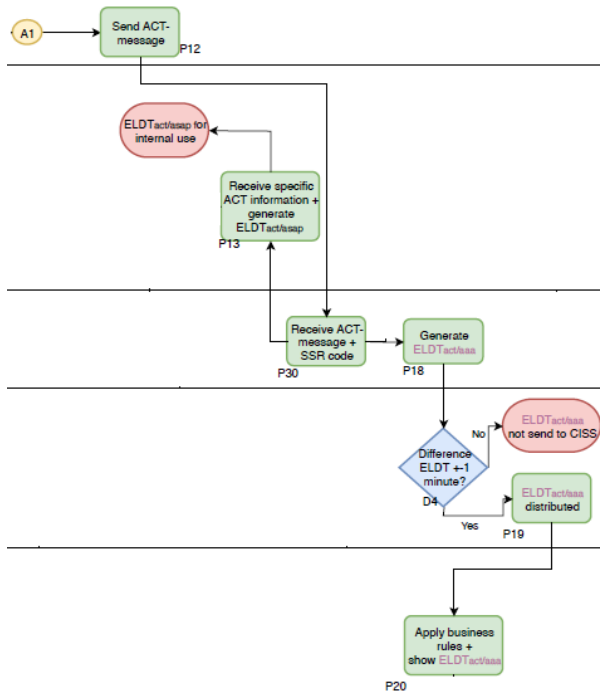 A1
Send ACT-
message
P12
ELDTact/asap for
internal use
Receive specific
ACT information +
generate
ELDTact/asap
P13
Receive ACT-
message +
SSR code
P30
Generate
ELDTact/aaa
P18
ELDTact/aaa
not send to CISS
No
Difference
ELDT +-1
minute?
D4
Yes
ELDTact/aaa
distributed
P19
Apply business
rules +
show ELDTact/aaa
P20